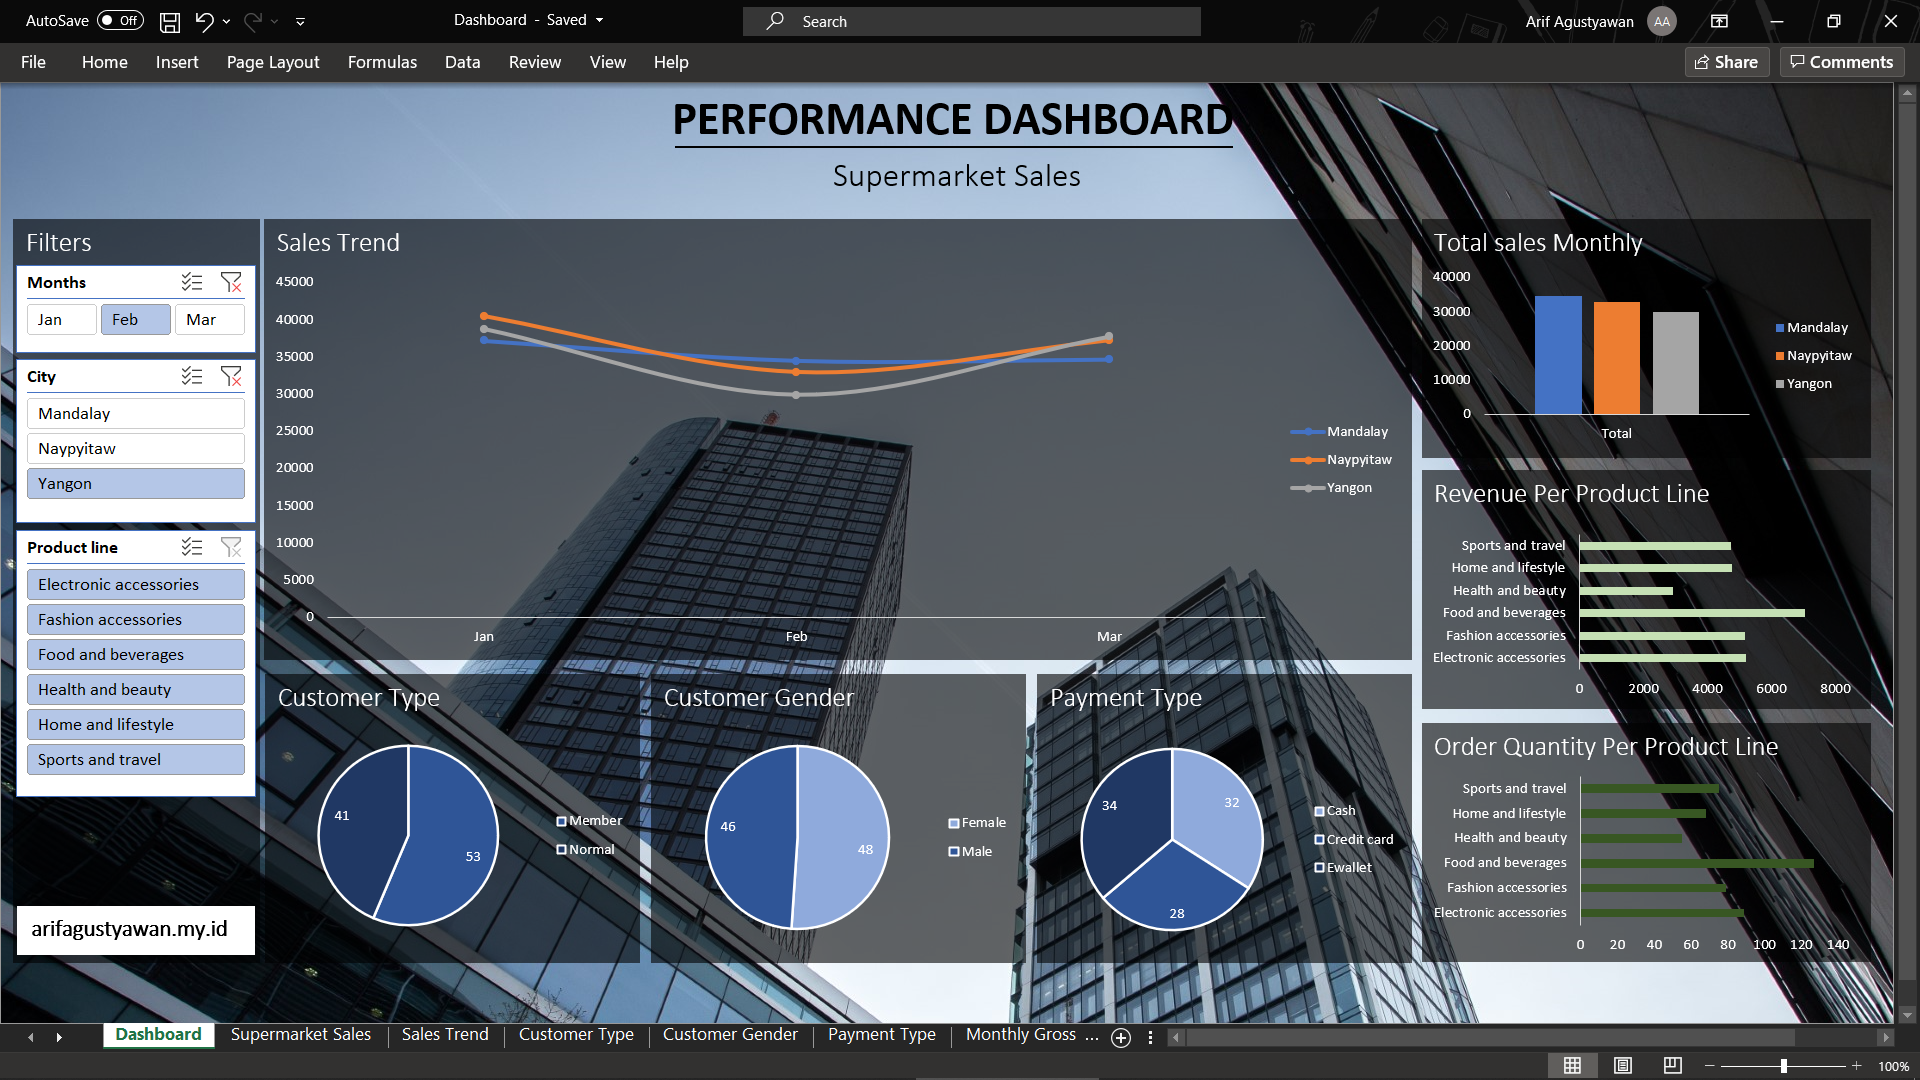 AutoSave Off
Dashboard - Saved
Search
Arif Agustyawan AA
File Home Insert Page Layout Formulas Data Review View Help
Share Comments
PERFORMANCE DASHBOARD
Supermarket Sales
Filters
Months
Jan Feb Mar
City
Mandalay
Naypyitaw
Yangon
Product line
Electronic accessories
Fashion accessories
Food and beverages
Health and beauty
Home and lifestyle
Sports and travel
arifagustyawan.my.id
Sales Trend
45000
40000
35000
30000
25000
20000
15000
10000
5000
0
Jan Feb Mar
Mandalay
Naypyitaw
Yangon
Total sales Monthly
40000
30000
20000
10000
0
Total
Mandalay
Naypyitaw
Yangon
Revenue Per Product Line
Sports and travel
Home and lifestyle
Health and beauty
Food and beverages
Fashion accessories
Electronic accessories
0 2000 4000 6000 8000
Customer Type
41
53
Member
Normal
Customer Gender
46
48
Female
Male
Payment Type
34
32
28
Cash
Credit card
Ewallet
Order Quantity Per Product Line
Sports and travel
Home and lifestyle
Health and beauty
Food and beverages
Fashion accessories
Electronic accessories
0 20 40 60 80 100 120 140
Dashboard Supermarket Sales Sales Trend Customer Type Customer Gender Payment Type Monthly Gross ...
100%